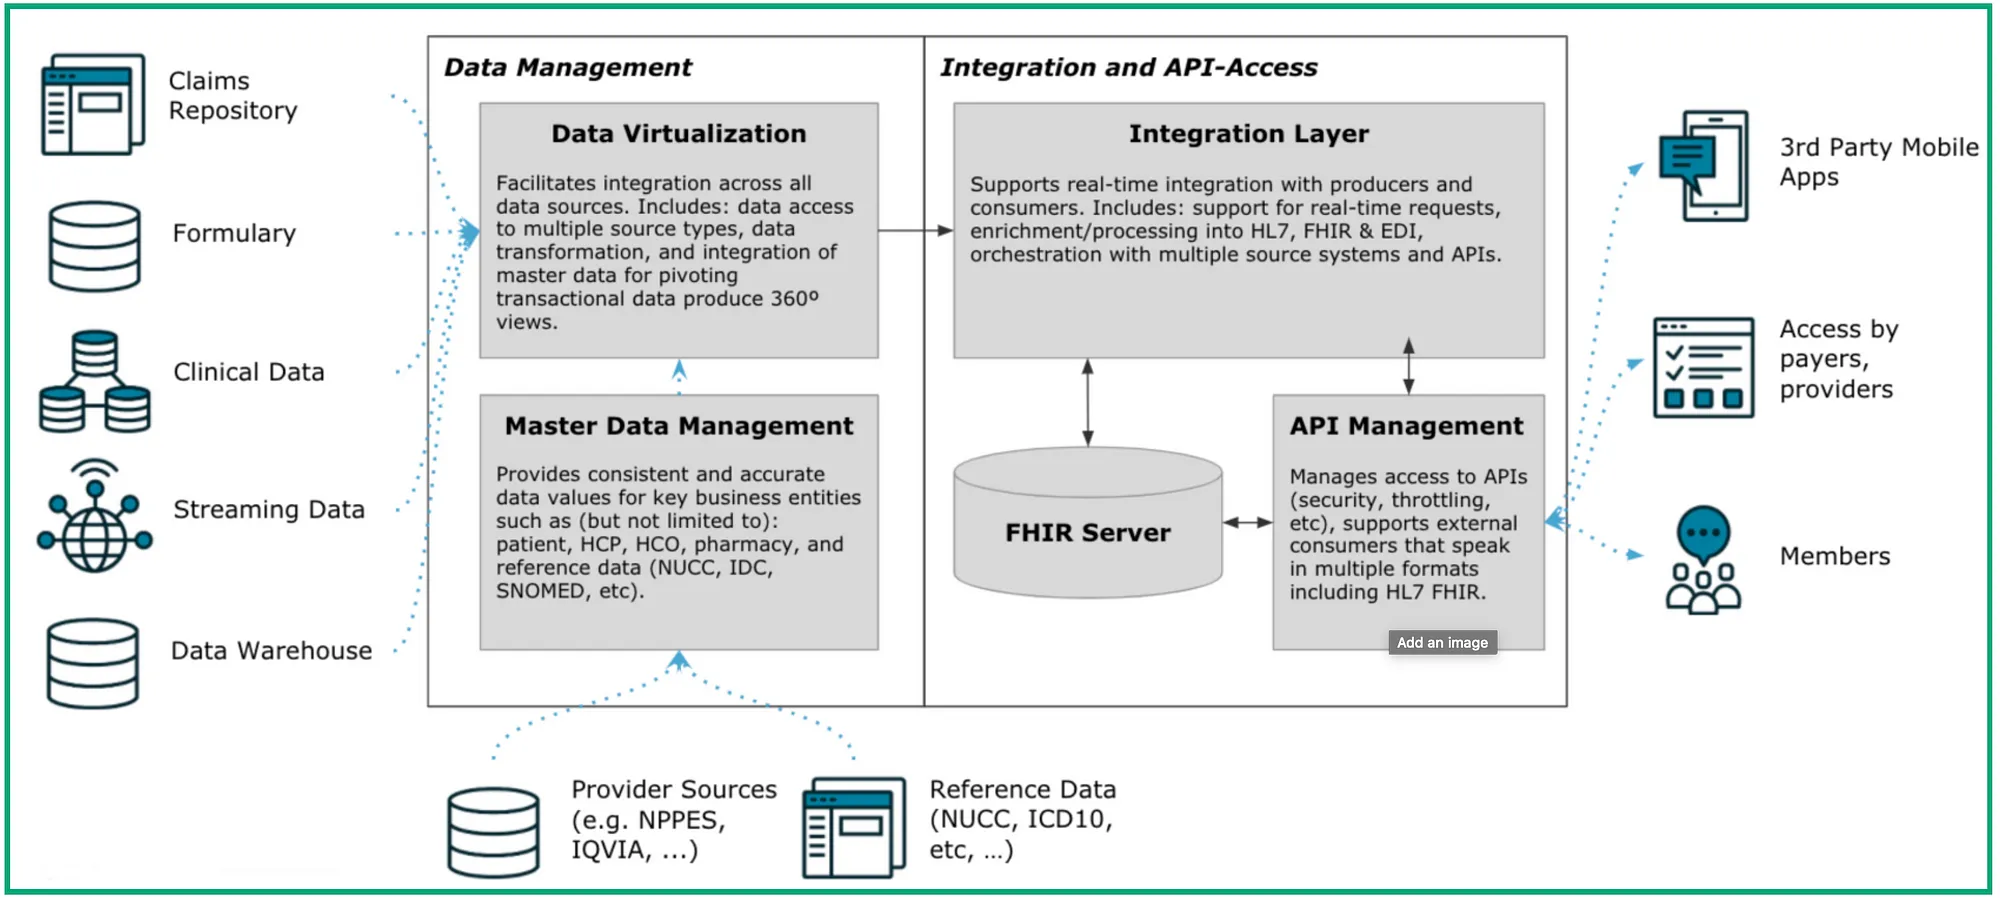 Claims
Repository
Formulary
Clinical Data
Streaming Data
Data Warehouse
Data Management
Data Virtualization
Facilitates integration across all
data sources. Includes: data access
to multiple source types, data
transformation, and integration of
master data for pivoting
transactional data produce 360º
views.
Master Data Management
Provides consistent and accurate
data values for key business entities
such as (but not limited to):
patient, HCP, HCO, pharmacy, and
reference data (NUCC, IDC,
SNOMED, etc).
Provider Sources
(e.g. NPPES,
IQVIA, ...)
Reference Data
(NUCC, ICD10,
etc, ...)
Integration and API-Access
Integration Layer
Supports real-time integration with producers and
consumers. Includes: support for real-time requests,
enrichment/processing into HL7, FHIR & EDI,
orchestration with multiple source systems and APIs.
FHIR Server
API Management
Manages access to APIs
(security, throttling,
etc), supports external
consumers that speak
in multiple formats
including HL7 FHIR.
Add an image
3rd Party Mobile
Apps
Access by
payers,
providers
Members